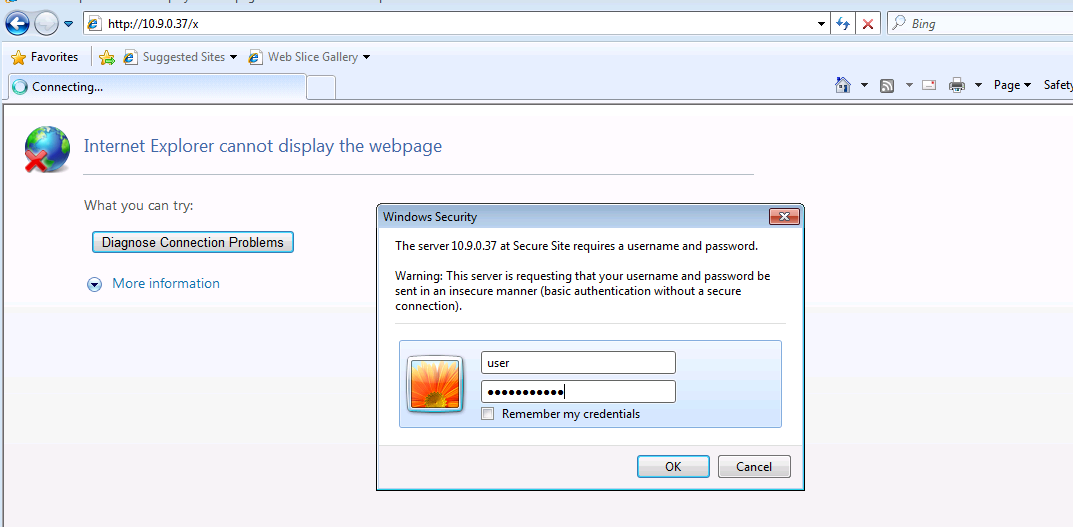 http://10.9.0.37/x
Bing
Favorites
Suggested Sites
Web Slice Gallery
Connecting...
Page
Safety
Internet Explorer cannot display the webpage
What you can try:
Diagnose Connection Problems
More information
Windows Security
The server 10.9.0.37 at Secure Site requires a username and password.
Warning: This server is requesting that your username and password be
sent in an insecure manner (basic authentication without a secure
connection).
user
●●●●●●●●●●●
Remember my credentials
OK
Cancel